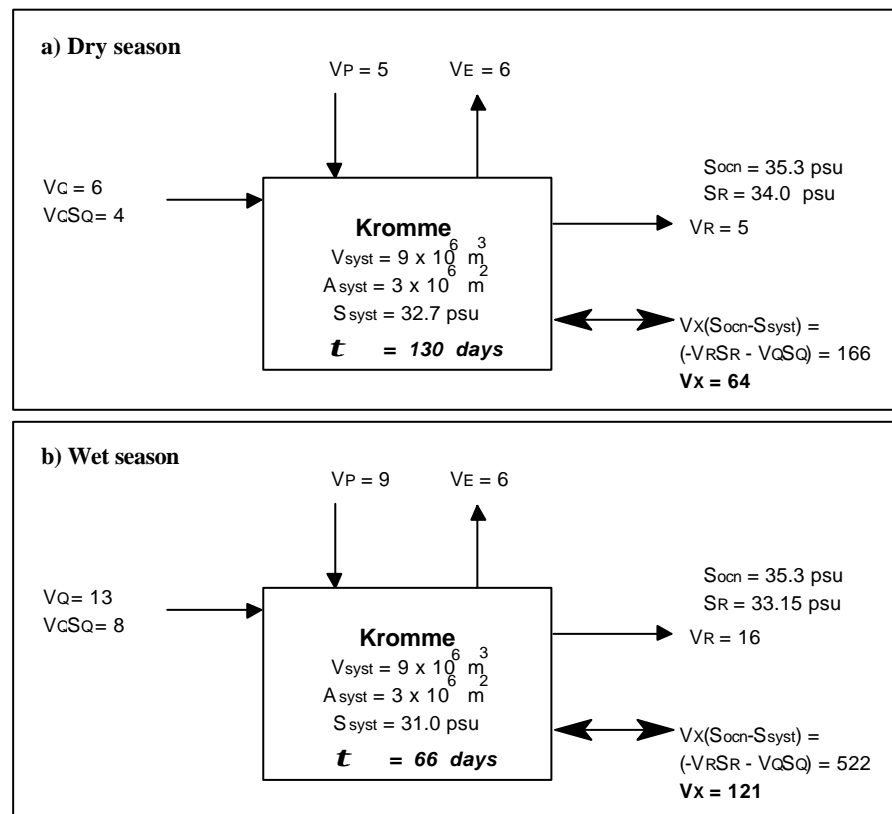 a) Dry season
VP = 5
VE = 6
Socn = 35.3 psu
SR = 34.0 psu
VQ = 6
VQSQ = 4
VR = 5
Kromme
Vsyst = 9 x 10^6 m^3
Asyst = 3 x 10^6 m^2
Ssyst = 32.7 psu
t = 130 days
VX(Socn-Ssyst) =
(-VRSR - VQSQ) = 166
VX = 64
b) Wet season
VP = 9
VE = 6
Socn = 35.3 psu
SR = 33.15 psu
VQ = 13
VQSQ = 8
VR = 16
Kromme
Vsyst = 9 x 10^6 m^3
Asyst = 3 x 10^6 m^2
Ssyst = 31.0 psu
t = 66 days
VX(Socn-Ssyst) =
(-VRSR - VQSQ) = 522
VX = 121